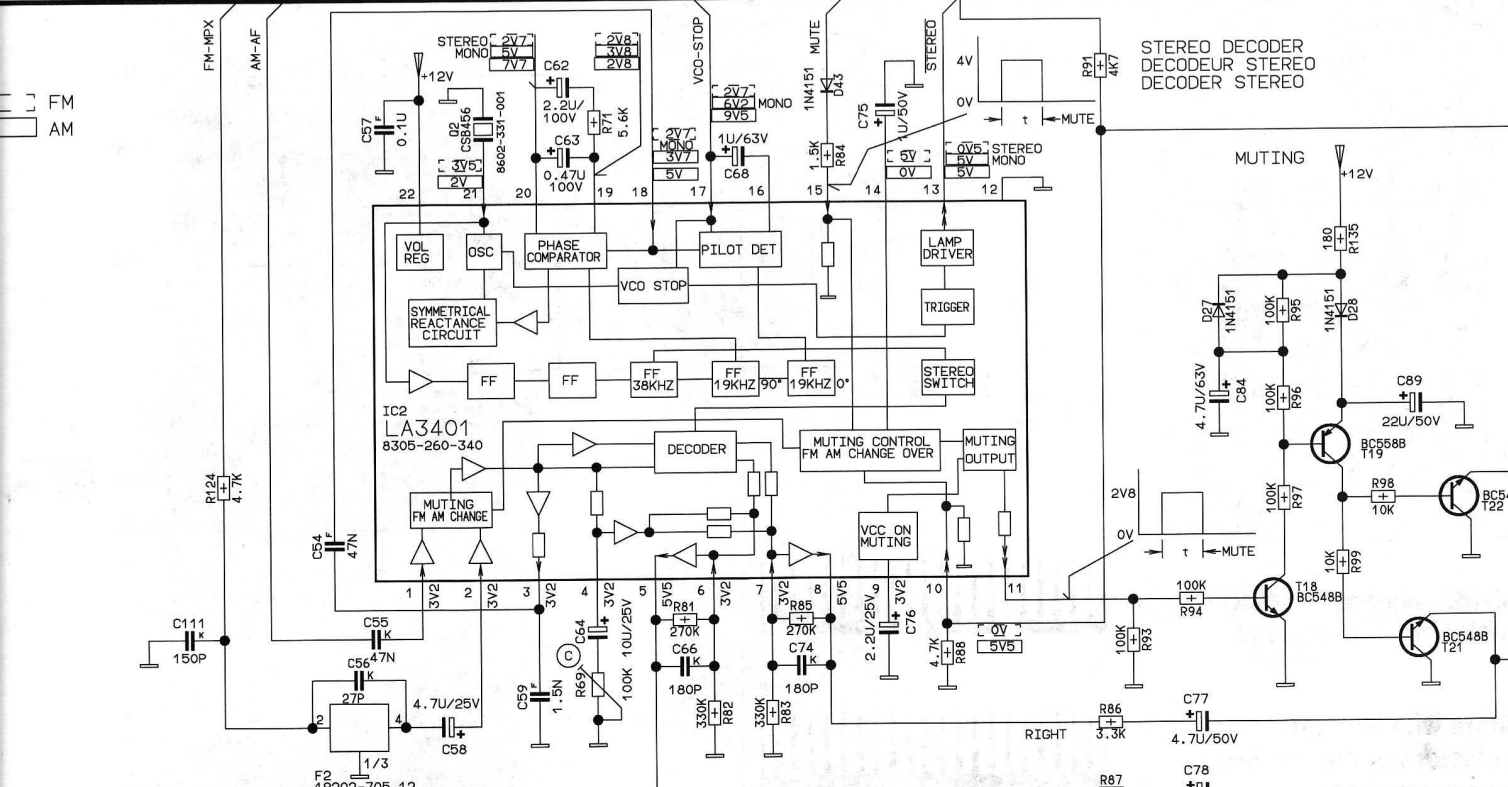 FM-MPX
AM-AF
FM
AM
+12V
C57
F
0.1U
Q2
CSB456
8602-331-001
3V5
2V
STEREO
MONO
2V7
5V
7V7
C62
2.2U/
100V
C63
0.47U
100V
R71
5.6K
2V8
3V8
2V8
2V7
MONO
3V7
5V
VCO-STOP
2V7
6V2
9V5
MONO
1U/63V
C68
MUTE
1N4151
D43
1.5K
R84
C75
1U/50V
5V
0V
STEREO
0V5
5V
5V
STEREO
MONO
4V
0V
t
MUTE
R91
4K7
STEREO DECODER
DECODEUR STEREO
DECODER STEREO
MUTING
+12V
22
21
20
19
18
17
16
15
14
13
12
VOL
REG
OSC
PHASE
COMPARATOR
PILOT DET
VCO STOP
LAMP
DRIVER
TRIGGER
SYMMETRICAL
REACTANCE
CIRCUIT
FF
FF
FF
38KHZ
FF
19KHZ
90°
FF
19KHZ
0°
STEREO
SWITCH
IC2
LA3401
8305-260-340
DECODER
MUTING CONTROL
FM AM CHANGE OVER
MUTING
OUTPUT
MUTING
FM AM CHANGE
VCC ON
MUTING
R124
4.7K
C54
F
47N
1
3V2
2
3V2
3
3V2
4
3V2
5
5V5
6
3V2
7
3V2
8
5V5
9
3V2
10
11
C111
K
150P
C55
K
47N
C56
K
27P
2
4
1/3
F2
4.7U/25V
C58
C59
F
1.5N
C64
10U/25V
C
R69
100K
R81
270K
C66
K
180P
330K
R82
R85
270K
C74
K
180P
330K
R83
2.2U/25V
C76
4.7K
R88
0V
5V5
180
R135
D27
1N4151
100K
R95
1N4151
D28
4.7U/63V
C84
100K
R96
C89
22U/50V
BC558B
T19
100K
R97
R98
10K
T22
2V8
0V
t
MUTE
10K
R99
100K
R94
T18
BC548B
100K
R93
BC548B
T21
RIGHT
R86
3.3K
C77
4.7U/50V
R87
C78